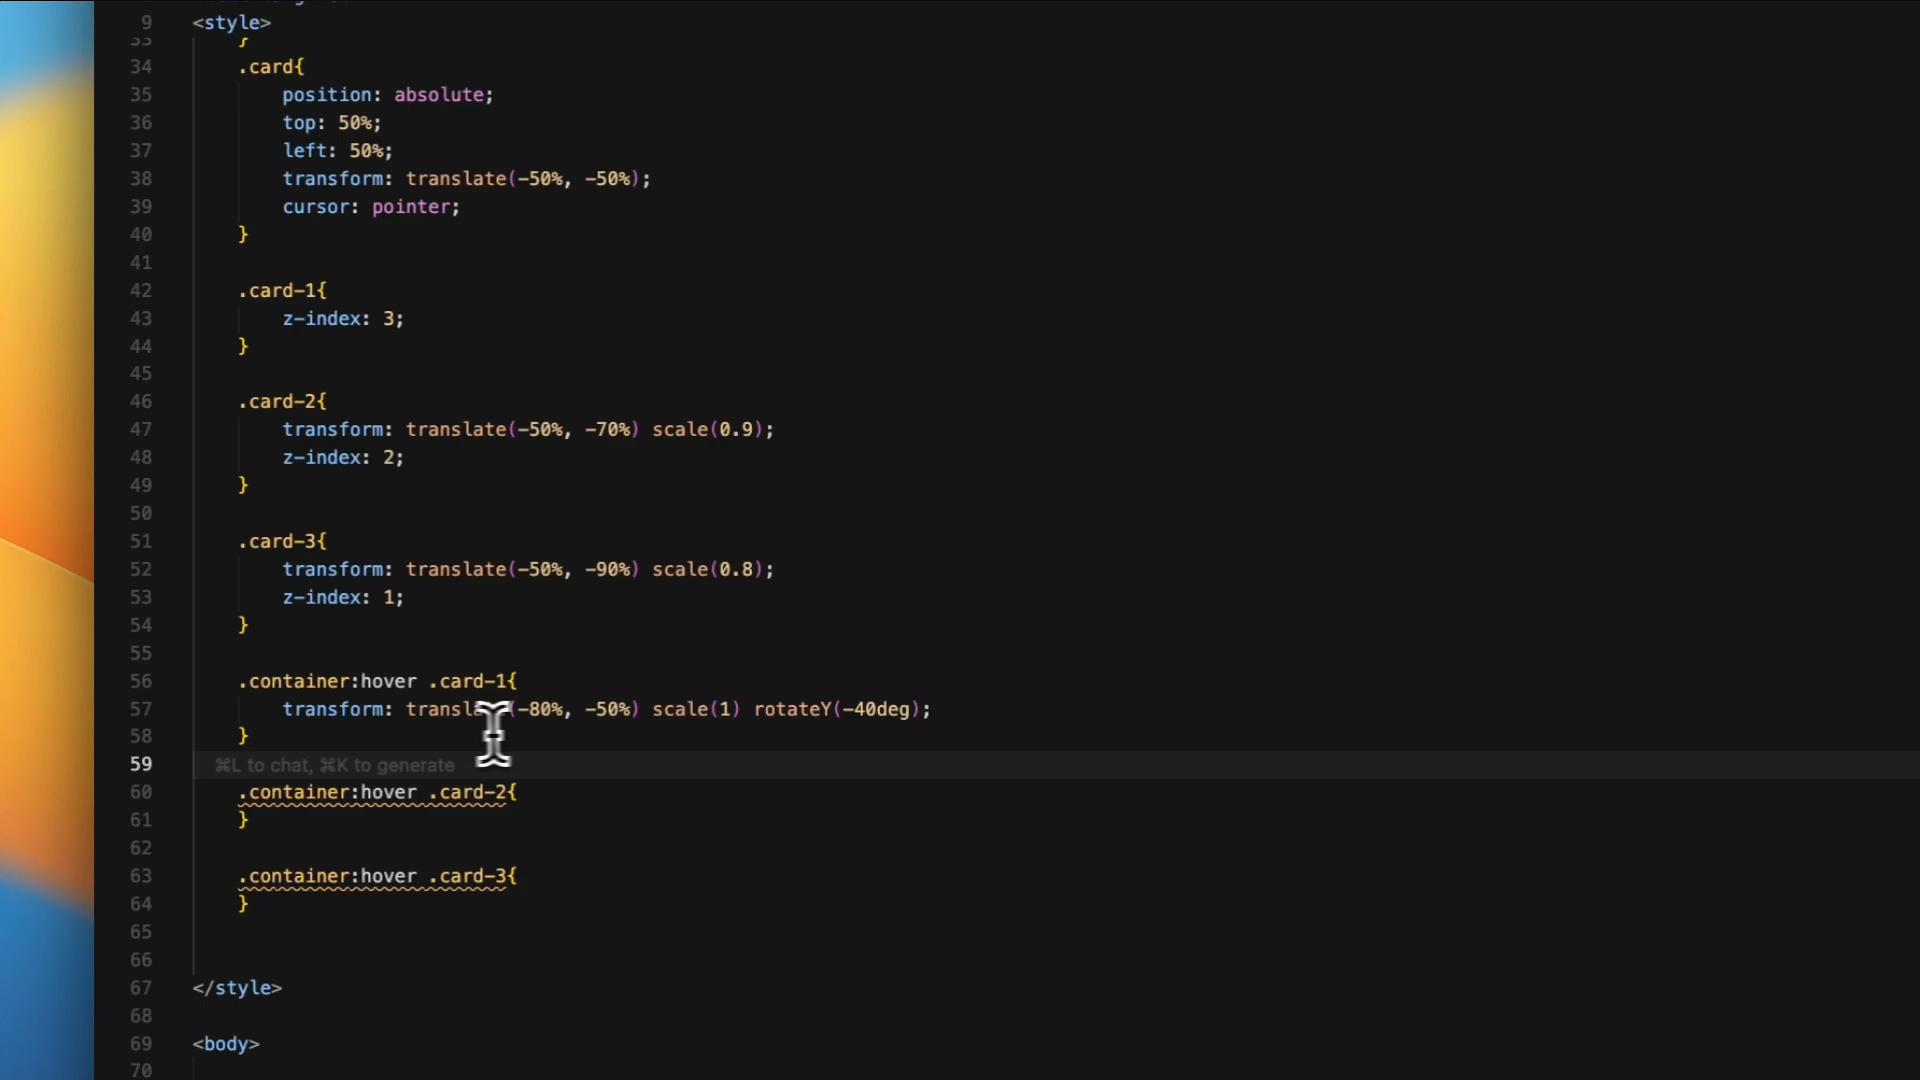 9 <style>
33 }
34 .card{
35 position: absolute;
36 top: 50%;
37 left: 50%;
38 transform: translate(-50%, -50%);
39 cursor: pointer;
40 }
41
42 .card-1{
43 z-index: 3;
44 }
45
46 .card-2{
47 transform: translate(-50%, -70%) scale(0.9);
48 z-index: 2;
49 }
50
51 .card-3{
52 transform: translate(-50%, -90%) scale(0.8);
53 z-index: 1;
54 }
55
56 .container:hover .card-1{
57 transform: translate(-80%, -50%) scale(1) rotateY(-40deg);
58 }
59 ⌘L to chat, ⌘K to generate
60 .container:hover .card-2{
61 }
62
63 .container:hover .card-3{
64 }
65
66
67 </style>
68
69 <body>
70